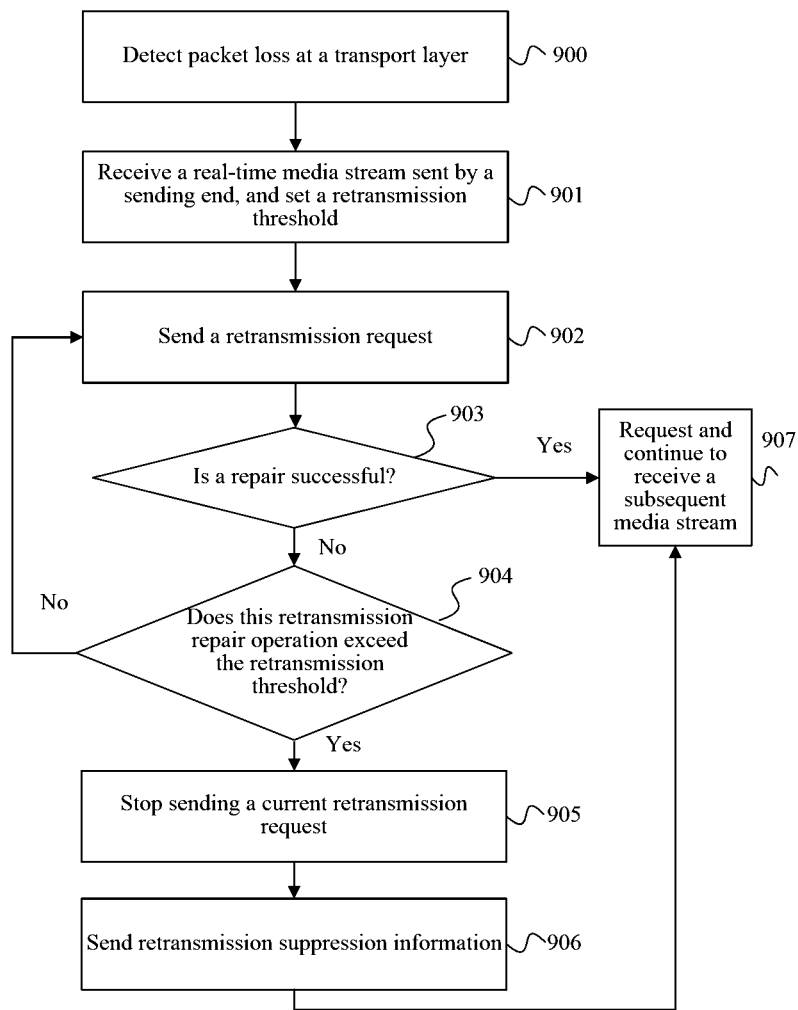 Detect packet loss at a transport layer
900
Receive a real-time media stream sent by a
sending end, and set a retransmission
threshold
901
Send a retransmission request
902
903
Is a repair successful?
Yes
Request and
continue to
receive a
subsequent
media stream
907
No
904
No
Does this retransmission
repair operation exceed
the retransmission
threshold?
Yes
Stop sending a current retransmission
request
905
Send retransmission suppression information
906